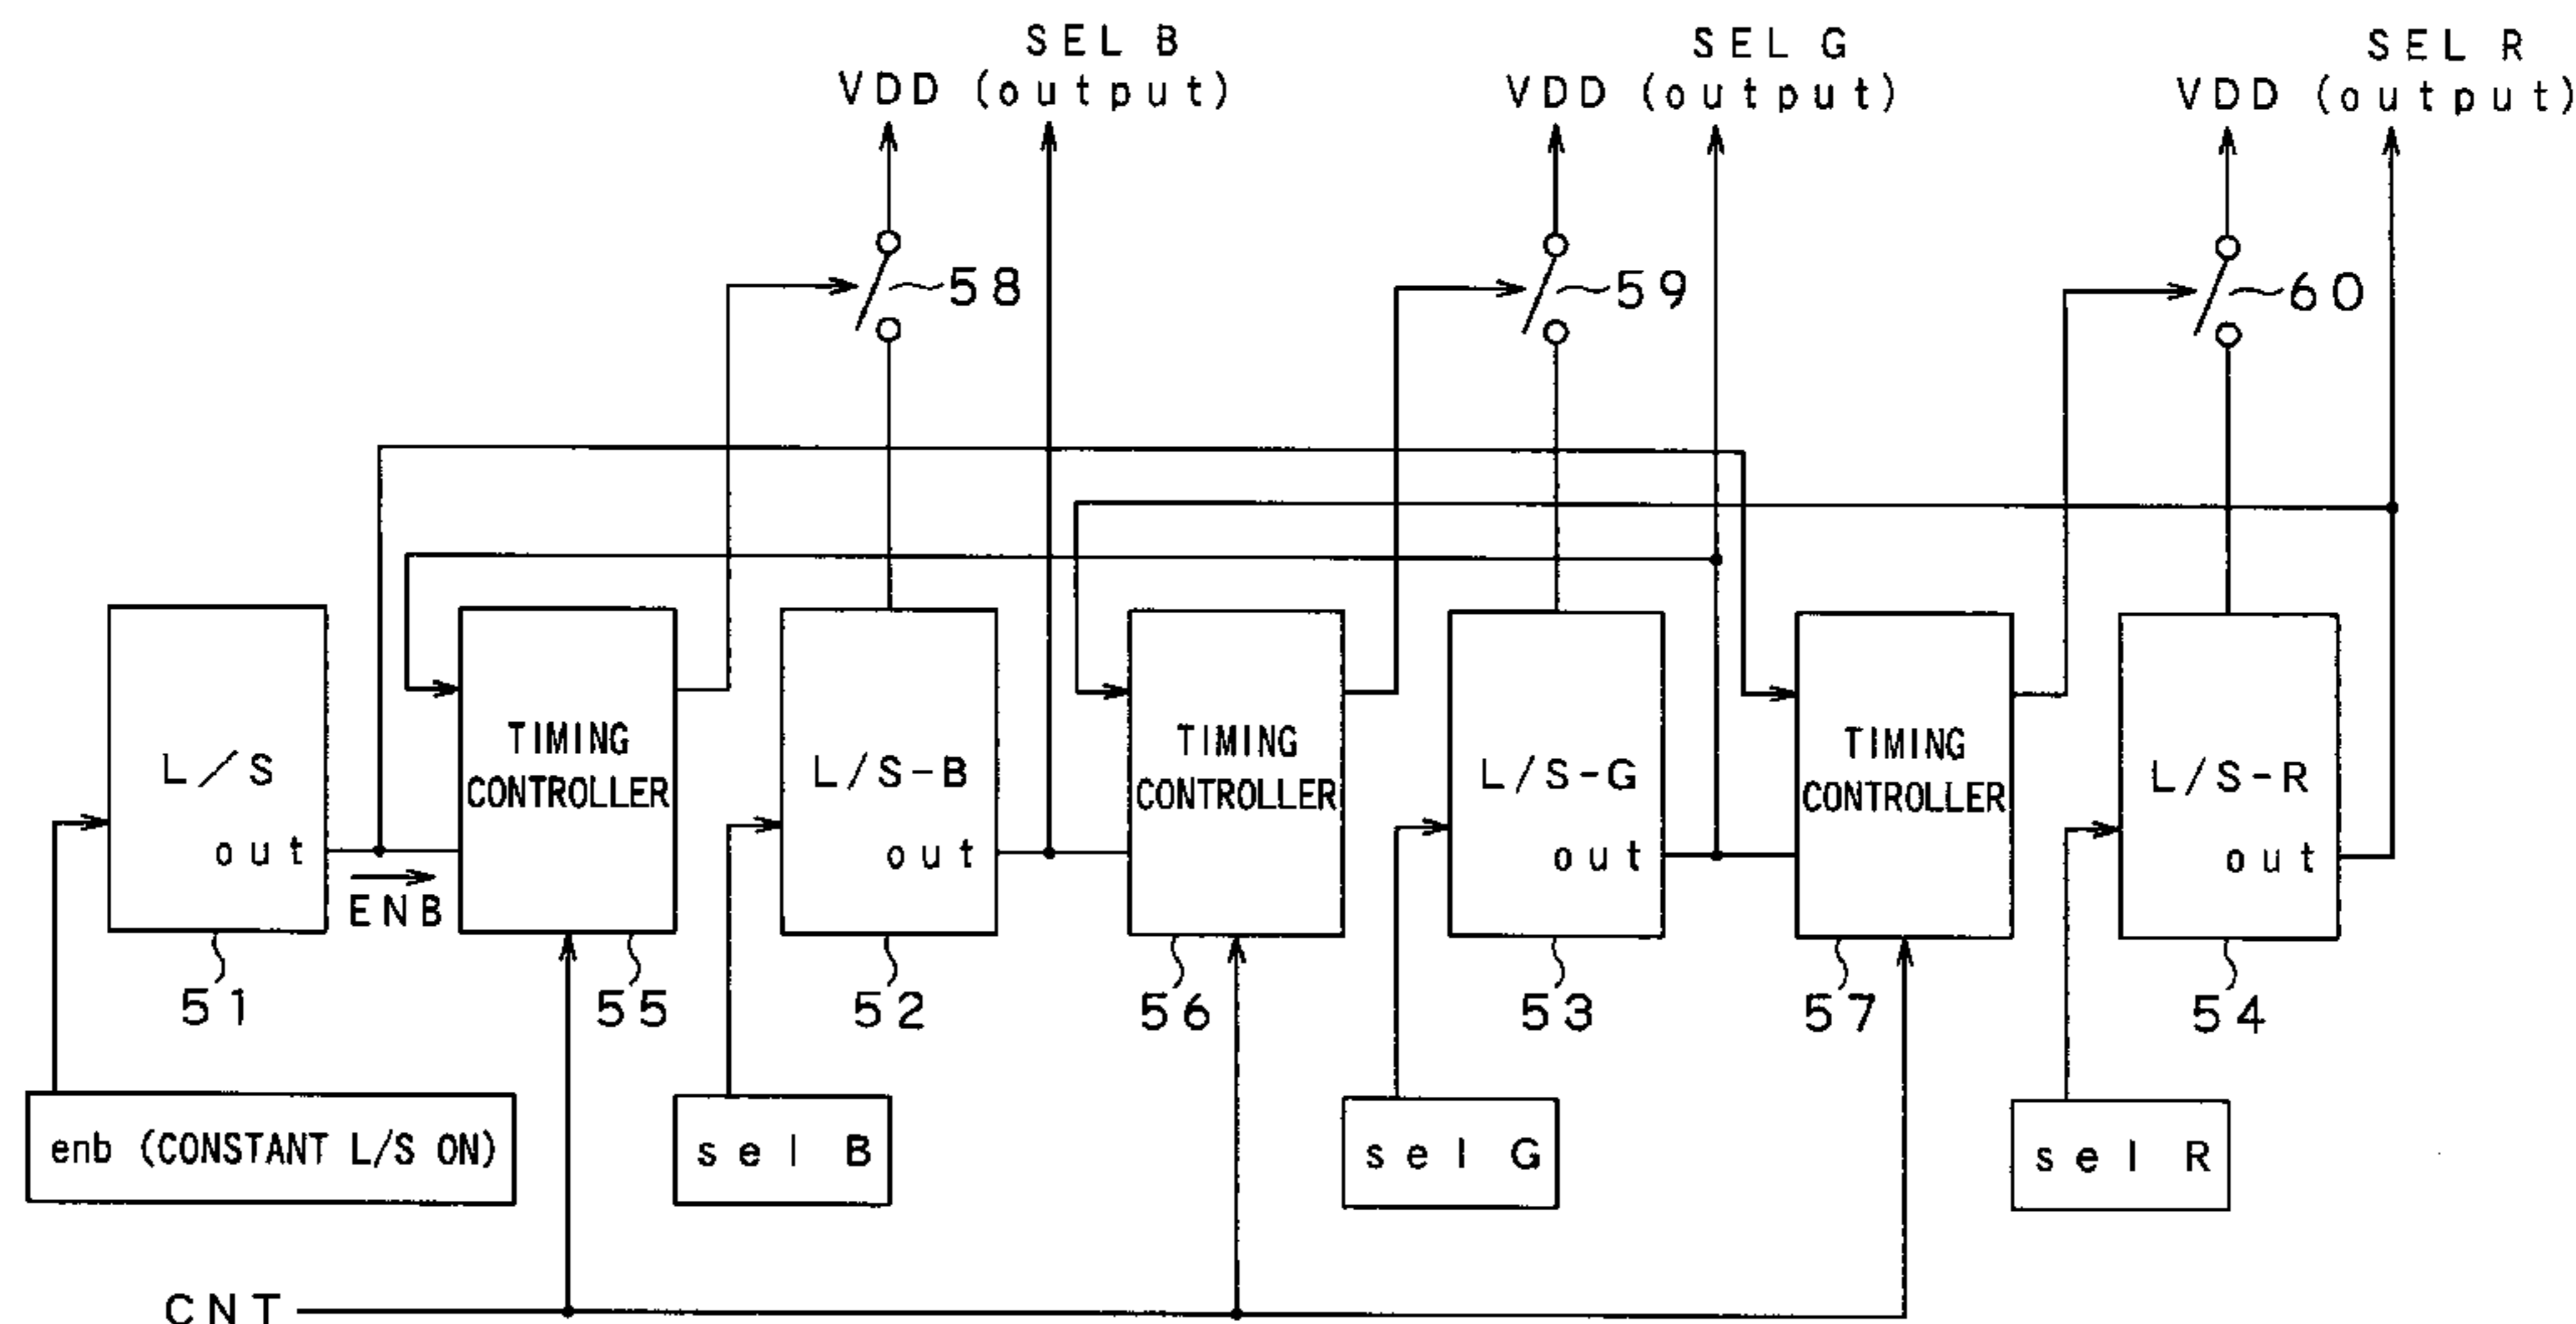 SEL B
VDD (output)
SEL G
VDD (output)
SEL R
VDD (output)
58
59
60
L/S
out
ENB
TIMING
CONTROLLER
L/S-B
out
TIMING
CONTROLLER
L/S-G
out
TIMING
CONTROLLER
L/S-R
out
51
55
52
56
53
57
54
enb (CONSTANT L/S ON)
sel B
sel G
sel R
CNT